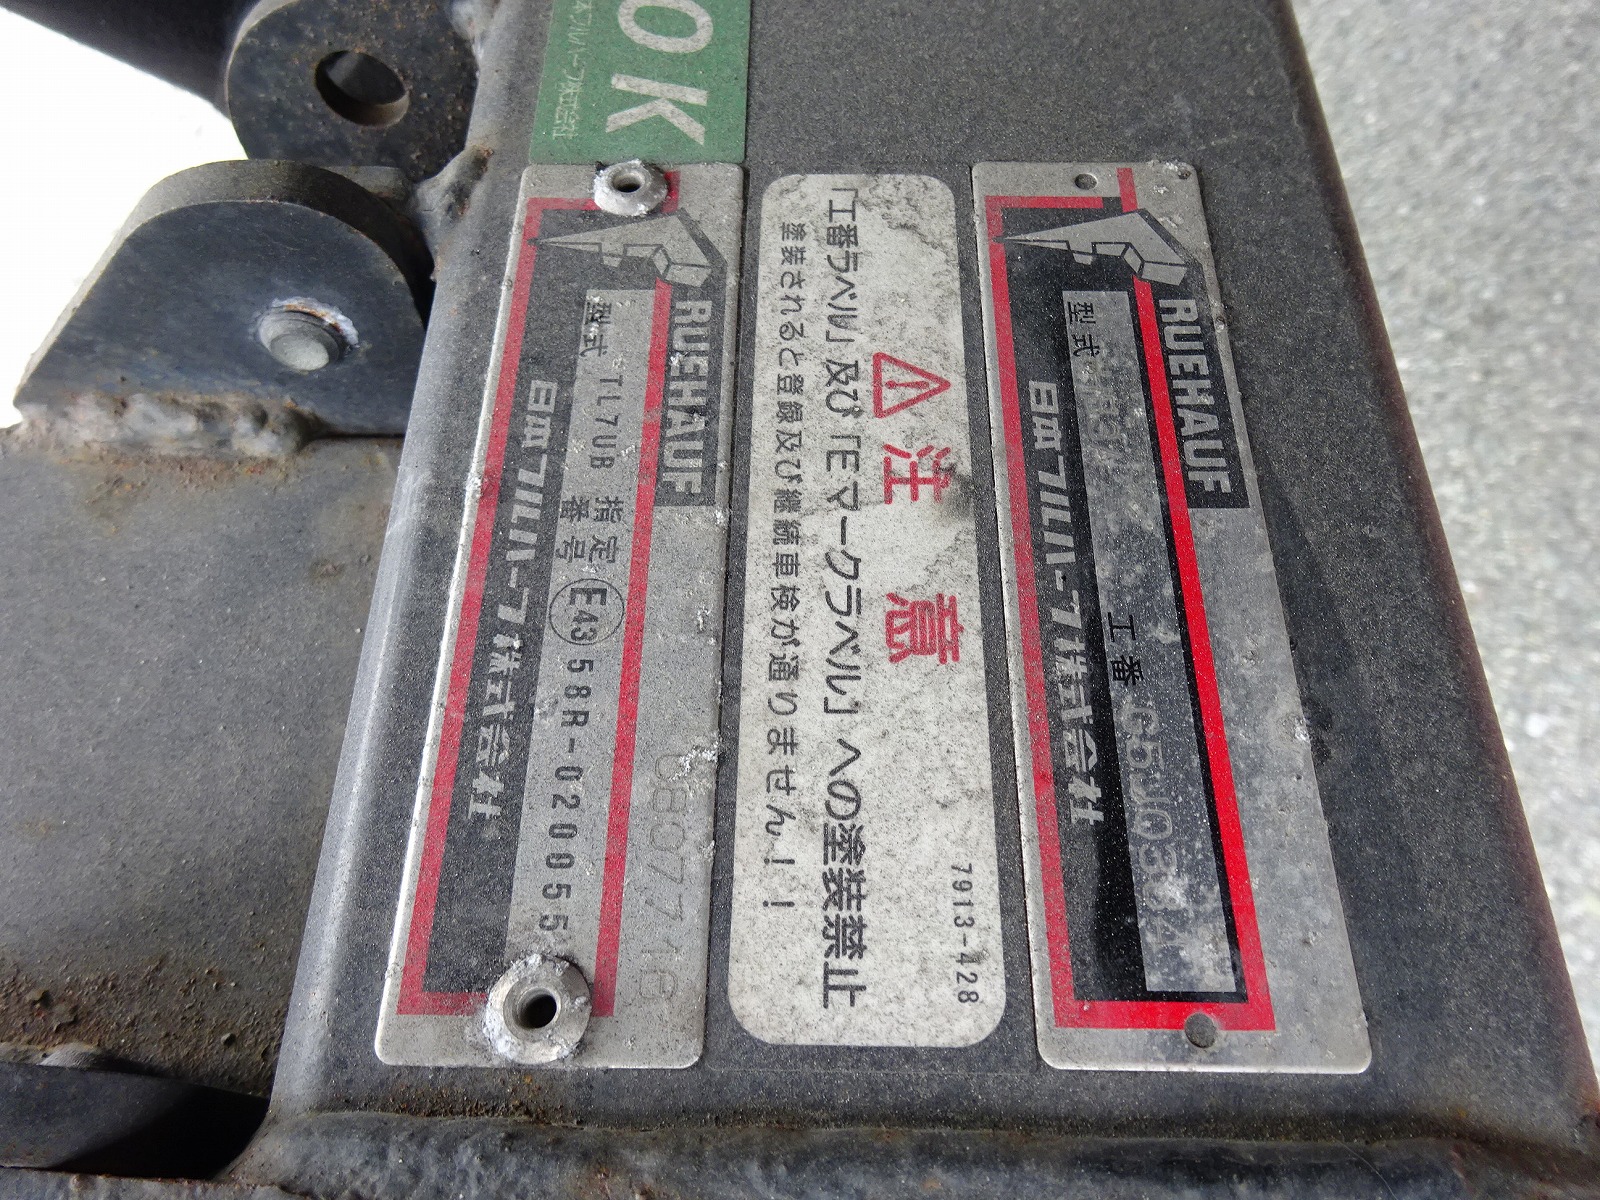 OK
FRUEHAUF
型式 TL7UB 指定番号 E43 58R-020055
日本フルハーフ株式会社
⚠ 注意
「工番ラベル」及び「Eマークラベル」への塗装禁止
塗装されると登録及び継続車検が通りません!!
7913-428
FRUEHAUF
型式
工番
日本フルハーフ株式会社